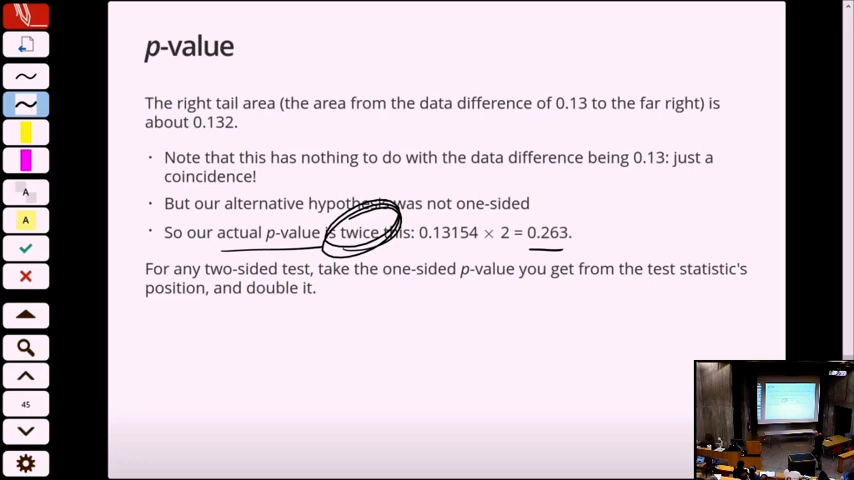 p-value
The right tail area (the area from the data difference of 0.13 to the far right) is
about 0.132.
· Note that this has nothing to do with the data difference being 0.13: just a
coincidence!
· But our alternative hypothesis was not one-sided
· So our actual p-value is twice this: 0.13154 × 2 = 0.263.
For any two-sided test, take the one-sided p-value you get from the test statistic's
position, and double it.
A
A
45